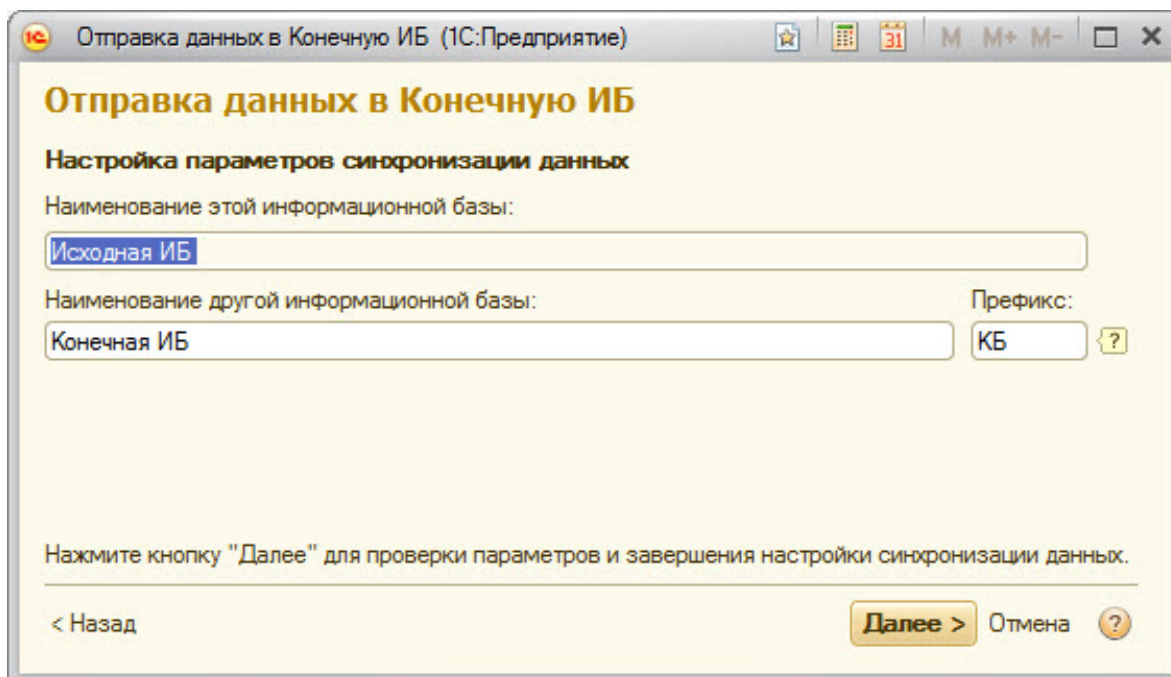 1С Отправка данных в Конечную ИБ (1С:Предприятие) 31 M M+ M-
Отправка данных в Конечную ИБ
Настройка параметров синхронизации данных
Наименование этой информационной базы:
Исходная ИБ
Наименование другой информационной базы: Префикс:
Конечная ИБ КБ ?
Нажмите кнопку "Далее" для проверки параметров и завершения настройки синхронизации данных.
< Назад Далее > Отмена ?